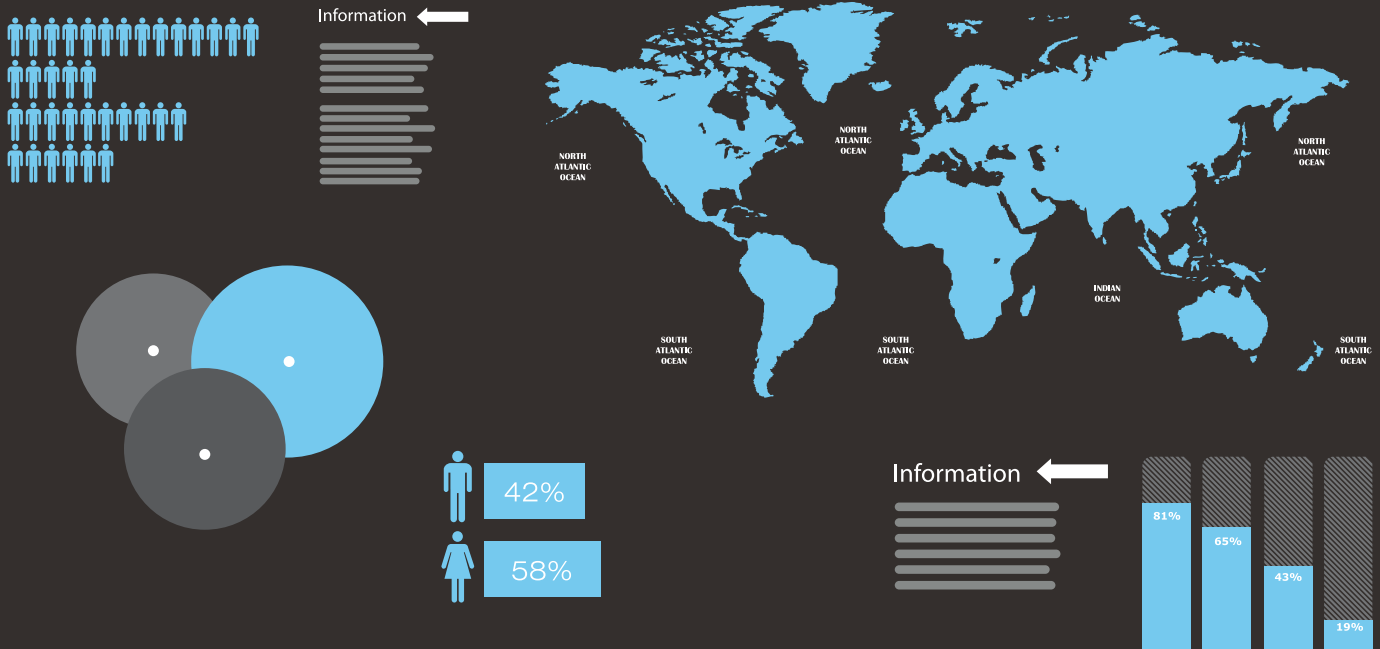 Information
NORTH
ATLANTIC
OCEAN
NORTH
ATLANTIC
OCEAN
NORTH
ATLANTIC
OCEAN
INDIAN
OCEAN
SOUTH
ATLANTIC
OCEAN
SOUTH
ATLANTIC
OCEAN
SOUTH
ATLANTIC
OCEAN
42%
58%
Information
81%
65%
43%
19%